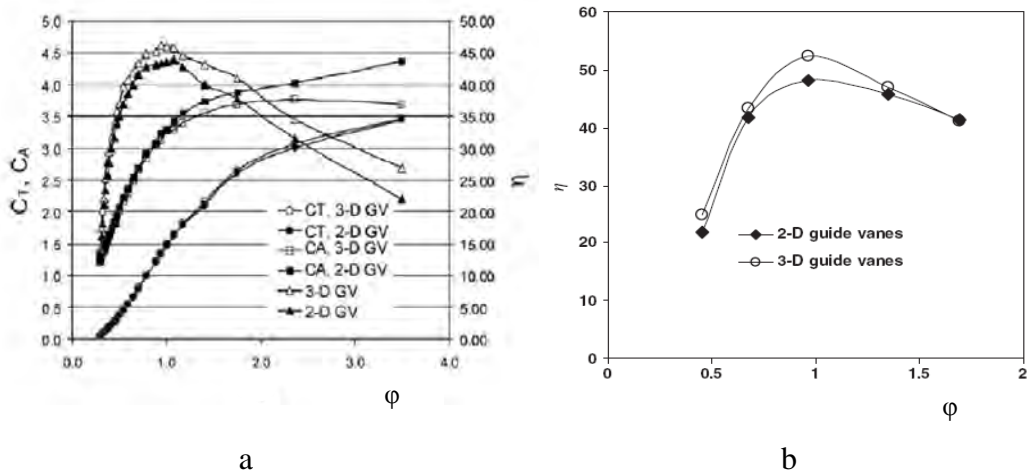 5.0
4.5
4.0
3.5
3.0
2.5
2.0
1.5
1.0
0.5
0.0
CT, CA
50.00
45.00
40.00
35.00
30.00
25.00
20.00
15.00
10.00
5.00
0.00
η
CT, 3-D GV
CT, 2-D GV
CA, 3-D GV
CA, 2-D GV
3-D GV
2-D GV
0.0 1.0 2.0 3.0 4.0
φ
a
60
50
40
30
20
0
η
2-D guide vanes
3-D guide vanes
0 0.5 1 1.5 2
φ
b